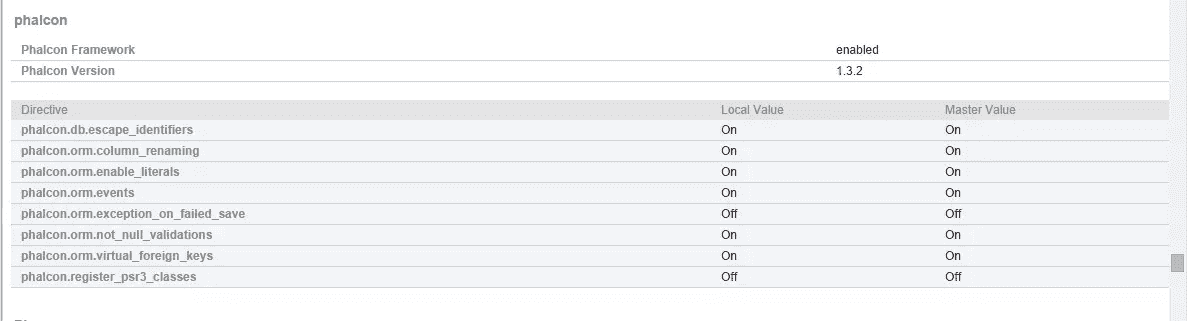 phalcon
Phalcon Framework enabled
Phalcon Version 1.3.2
Directive Local Value Master Value
phalcon.db.escape_identifiers On On
phalcon.orm.column_renaming On On
phalcon.orm.enable_literals On On
phalcon.orm.events On On
phalcon.orm.exception_on_failed_save Off Off
phalcon.orm.not_null_validations On On
phalcon.orm.virtual_foreign_keys On On
phalcon.register_psr3_classes Off Off